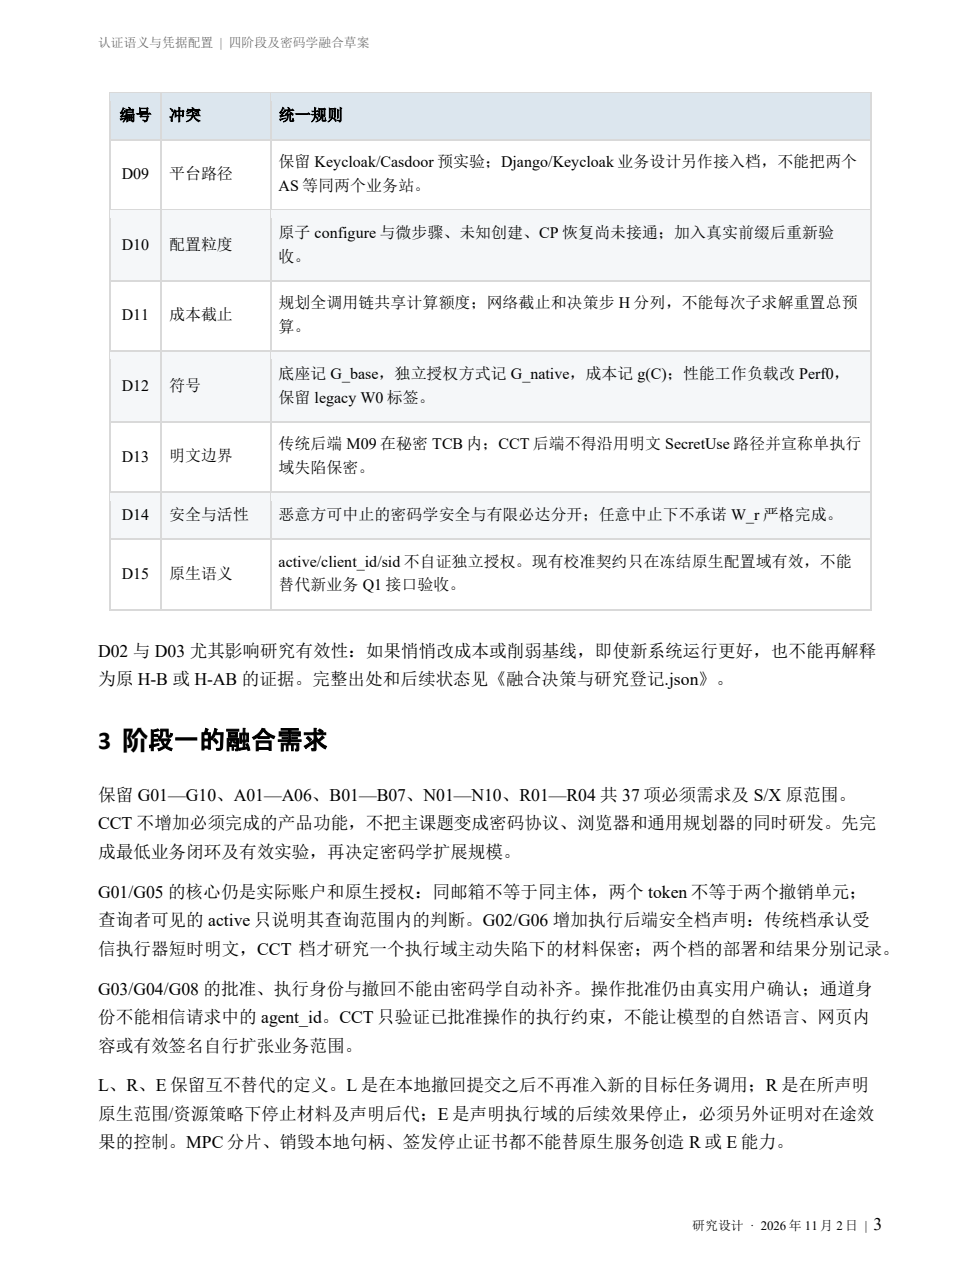 认证语义与凭据配置 | 四阶段及密码学融合草案
编号 冲突 统一规则
D09 平台路径 保留 Keycloak/Casdoor 预实验；Django/Keycloak 业务设计另作接入档，不能把两个
AS 等同两个业务站。
D10 配置粒度 原子 configure 与微步骤、未知创建、CP 恢复尚未接通；加入真实前缀后重新验
收。
D11 成本截止 规划全调用链共享计算额度；网络截止和决策步 H 分列，不能每次子求解重置总预
算。
D12 符号 底座记 G_base，独立授权方式记 G_native，成本记 g(C)；性能工作负载改 Perf0，
保留 legacy W0 标签。
D13 明文边界 传统后端 M09 在秘密 TCB 内；CCT 后端不得沿用明文 SecretUse 路径并宣称单执行
域失陷保密。
D14 安全与活性 恶意方可中止的密码学安全与有限必达分开；任意中止下不承诺 W_r 严格完成。
D15 原生语义 active/client_id/sid 不自证独立授权。现有校准契约只在冻结原生配置域有效，不能
替代新业务 Q1 接口验收。
D02 与 D03 尤其影响研究有效性：如果悄悄改成本或削弱基线，即使新系统运行更好，也不能再解释
为原 H-B 或 H-AB 的证据。完整出处和后续状态见《融合决策与研究登记.json》。
3 阶段一的融合需求
保留 G01—G10、A01—A06、B01—B07、N01—N10、R01—R04 共 37 项必须需求及 S/X 原范围。
CCT 不增加必须完成的产品功能，不把主课题变成密码协议、浏览器和通用规划器的同时研发。先完
成最低业务闭环及有效实验，再决定密码学扩展规模。
G01/G05 的核心仍是实际账户和原生授权：同邮箱不等于同主体，两个 token 不等于两个撤销单元；
查询者可见的 active 只说明其查询范围内的判断。G02/G06 增加执行后端安全档声明：传统档承认受
信执行器短时明文，CCT 档才研究一个执行域主动失陷下的材料保密；两个档的部署和结果分别记录。
G03/G04/G08 的批准、执行身份与撤回不能由密码学自动补齐。操作批准仍由真实用户确认；通道身
份不能相信请求中的 agent_id。CCT 只验证已批准操作的执行约束，不能让模型的自然语言、网页内
容或有效签名自行扩张业务范围。
L、R、E 保留互不替代的定义。L 是在本地撤回提交之后不再准入新的目标任务调用；R 是在所声明
原生范围/资源策略下停止材料及声明后代；E 是声明执行域的后续效果停止，必须另外证明对在途效
果的控制。MPC 分片、销毁本地句柄、签发停止证书都不能替原生服务创造 R 或 E 能力。
研究设计 · 2026 年 11 月 2 日 | 3